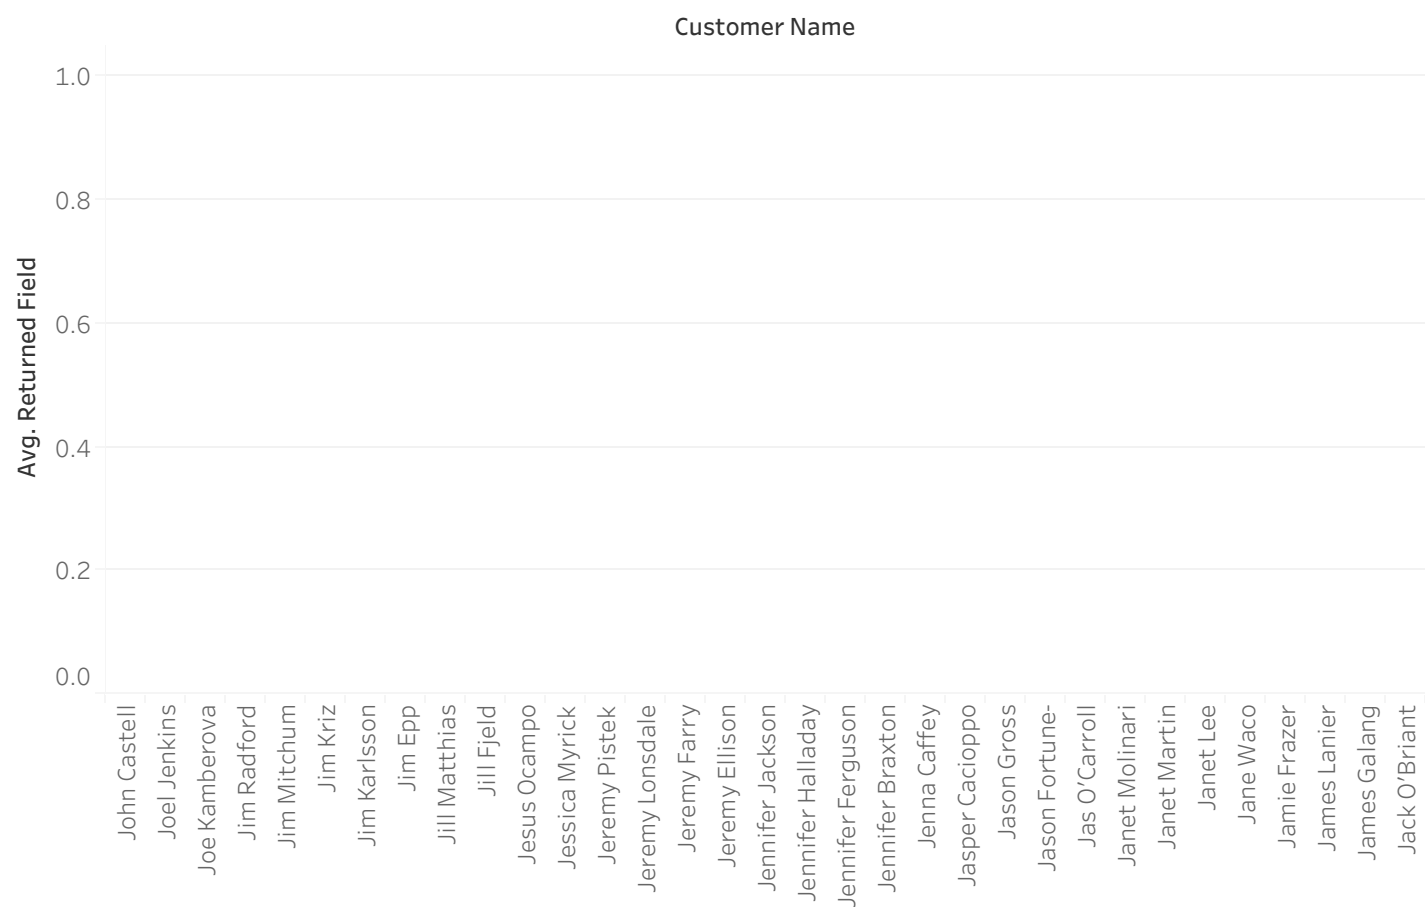 Customer Name
1.0
0.8
0.6
0.4
0.2
0.0
Avg. Returned Field
John Castell
Joel Jenkins
Joe Kamberova
Jim Radford
Jim Mitchum
Jim Kriz
Jim Karlsson
Jim Epp
Jill Matthias
Jill Fjeld
Jesus Ocampo
Jessica Myrick
Jeremy Pistek
Jeremy Lonsdale
Jeremy Farry
Jeremy Ellison
Jennifer Jackson
Jennifer Halladay
Jennifer Ferguson
Jennifer Braxton
Jenna Caffey
Jasper Cacioppo
Jason Gross
Jason Fortune-
Jas O'Carroll
Janet Molinari
Janet Martin
Janet Lee
Jane Waco
Jamie Frazer
James Lanier
James Galang
Jack O'Briant